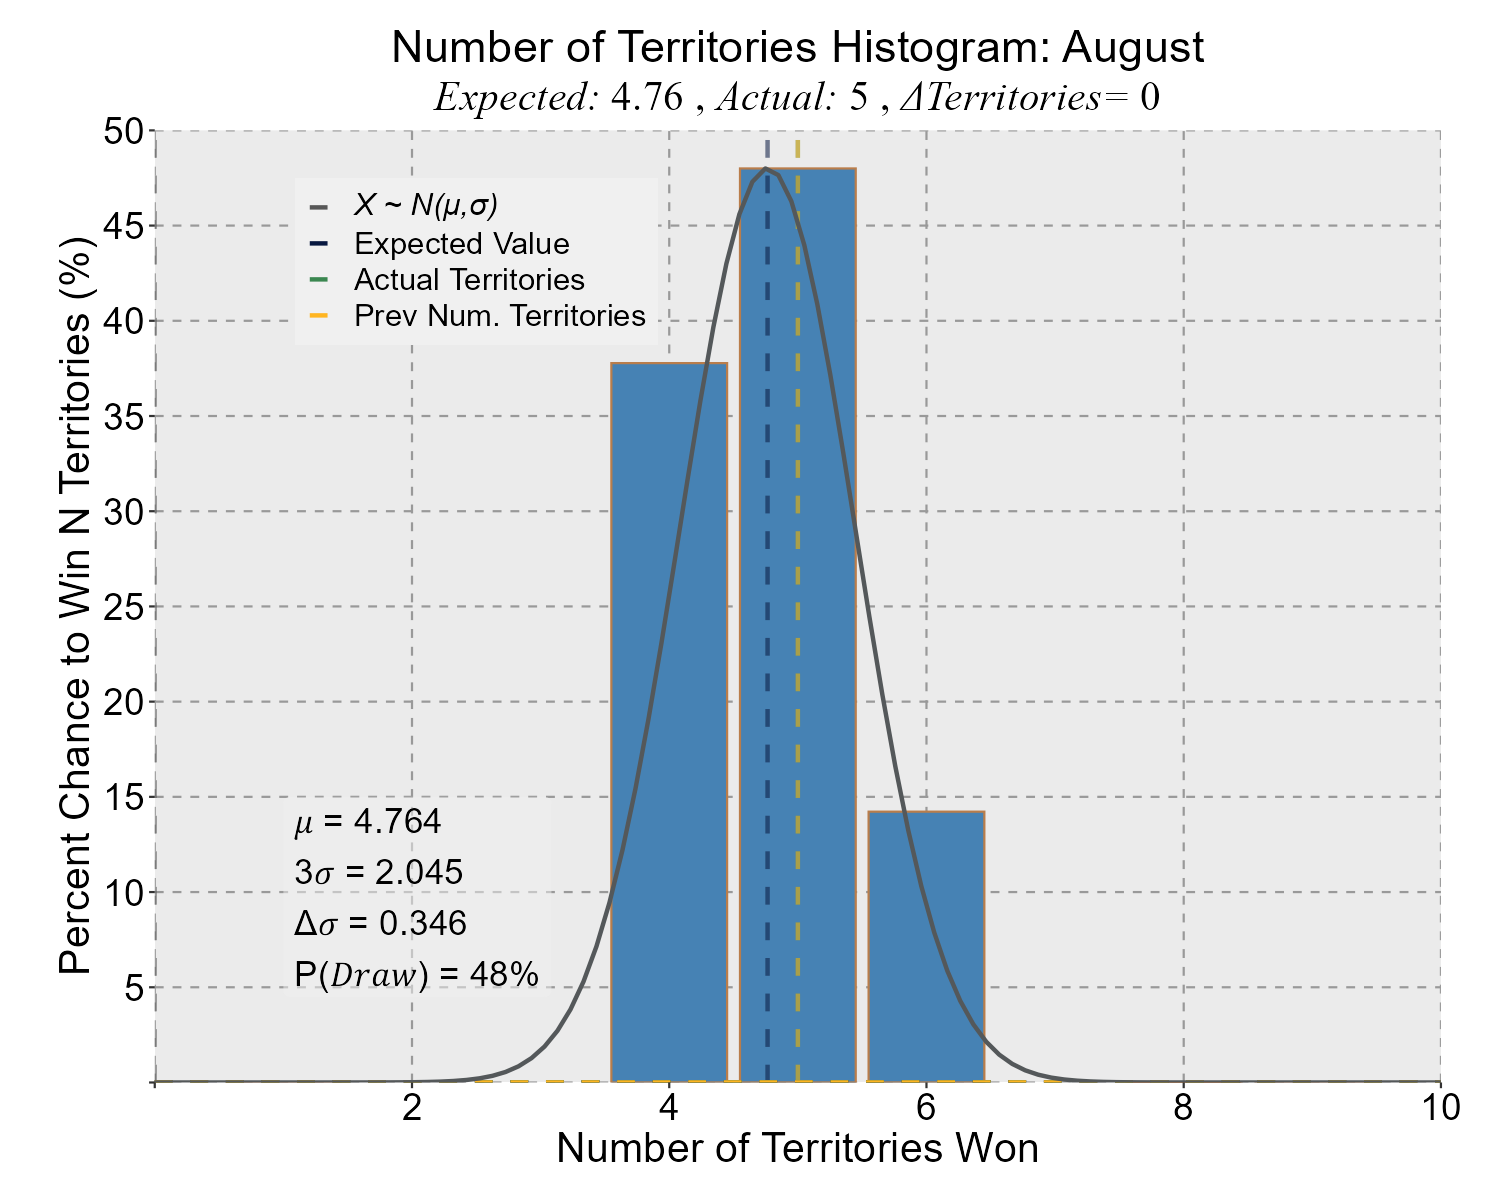 Number of Territories Histogram: August
Expected: 4.76 , Actual: 5 , ΔTerritories= 0
Percent Chance to Win N Territories (%)
50
45
40
35
30
25
20
15
10
5
X ~ N(μ,σ)
Expected Value
Actual Territories
Prev Num. Territories
μ = 4.764
3σ = 2.045
Δσ = 0.346
P(Draw) = 48%
2 4 6 8 10
Number of Territories Won